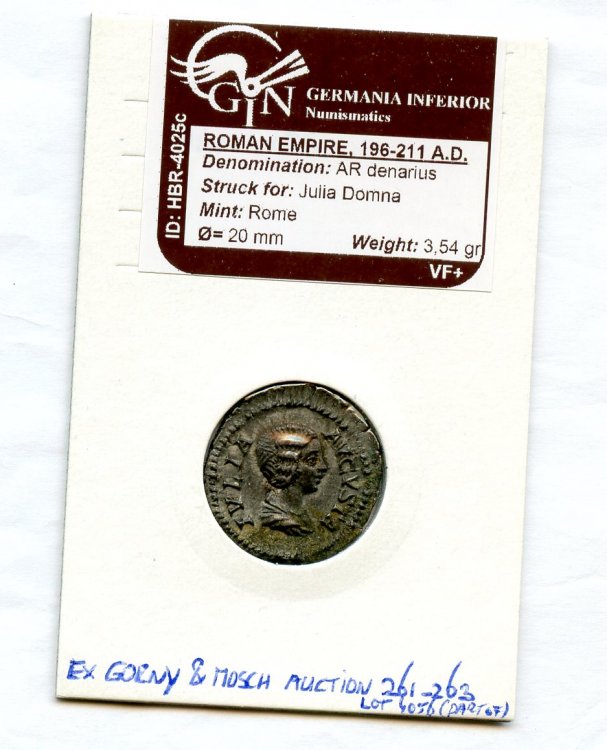 GIN
GERMANIA INFERIOR
Numismatics
ID: HBR-4025c
ROMAN EMPIRE, 196-211 A.D.
Denomination: AR denarius
Struck for: Julia Domna
Mint: Rome
Ø= 20 mm Weight: 3,54 gr
VF+
IVLIA AVGVSTA
EX GORNY & MOSCH AUCTION 261-263
LOT 4056 (PART OF)